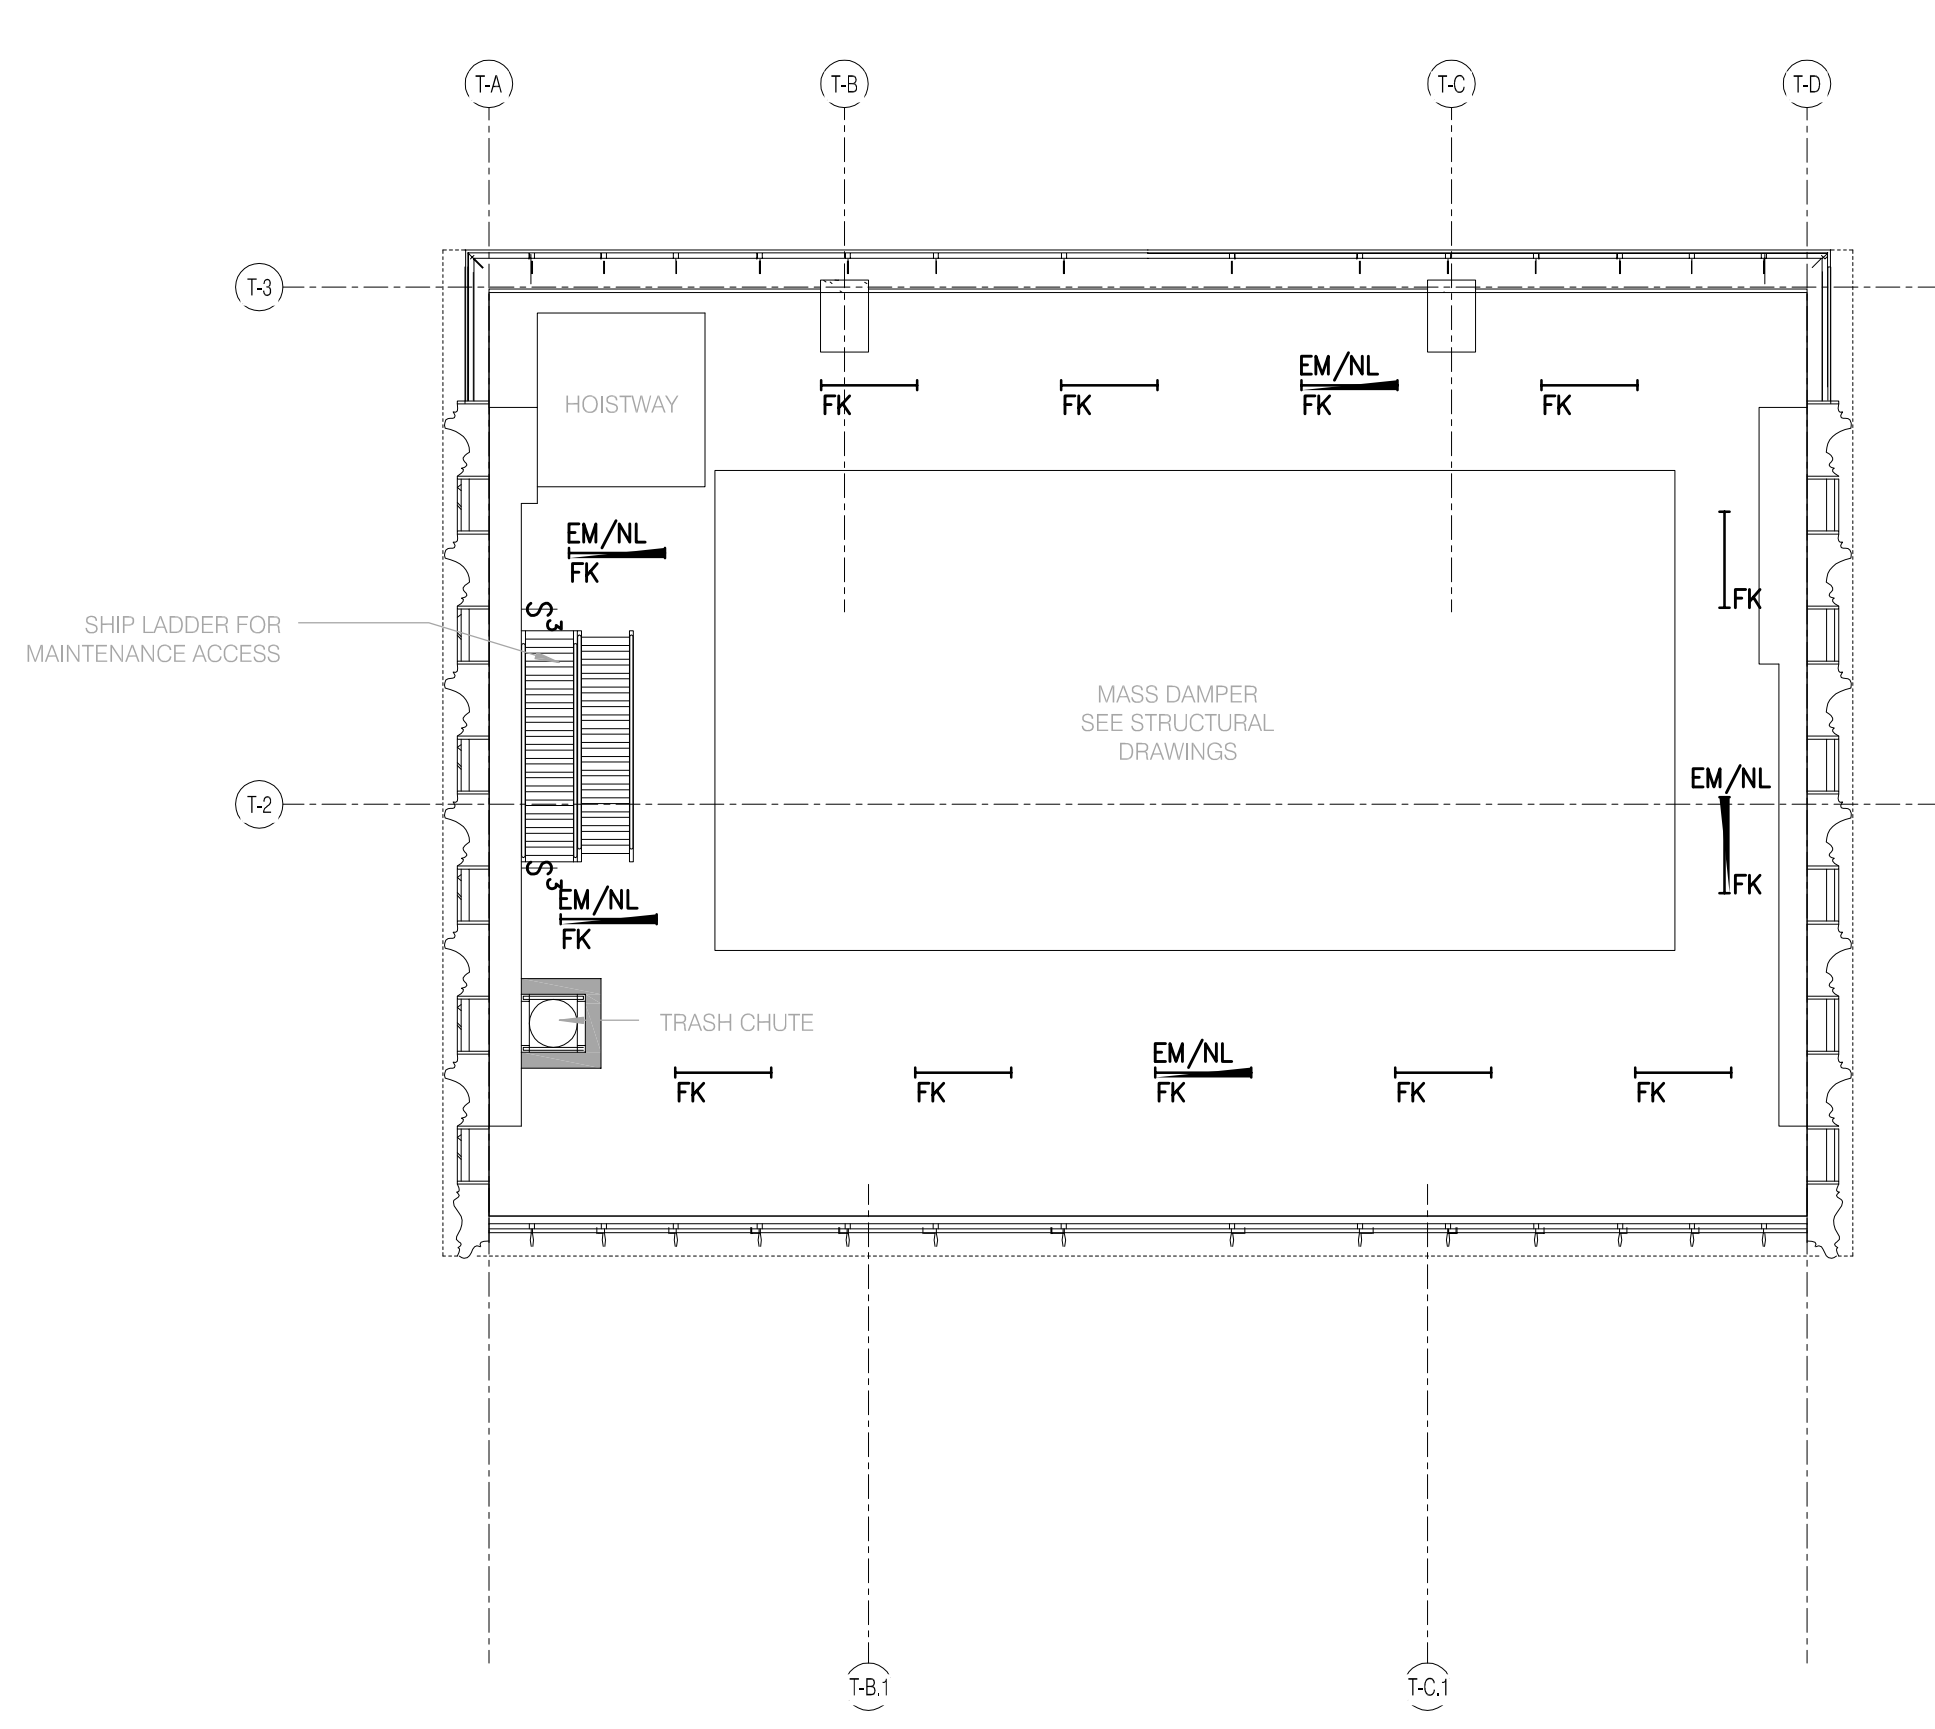 T-A
T-B
T-C
T-D
T-3
EM/NL
FK
FK
FK
FK
HOISTWAY
EM/NL
FK
FK
S3
SHIP LADDER FOR
MAINTENANCE ACCESS
MASS DAMPER
SEE STRUCTURAL
DRAWINGS
EM/NL
T-2
S3
FK
EM/NL
FK
TRASH CHUTE
EM/NL
FK
FK
FK
FK
FK
T-B.1
T-C.1